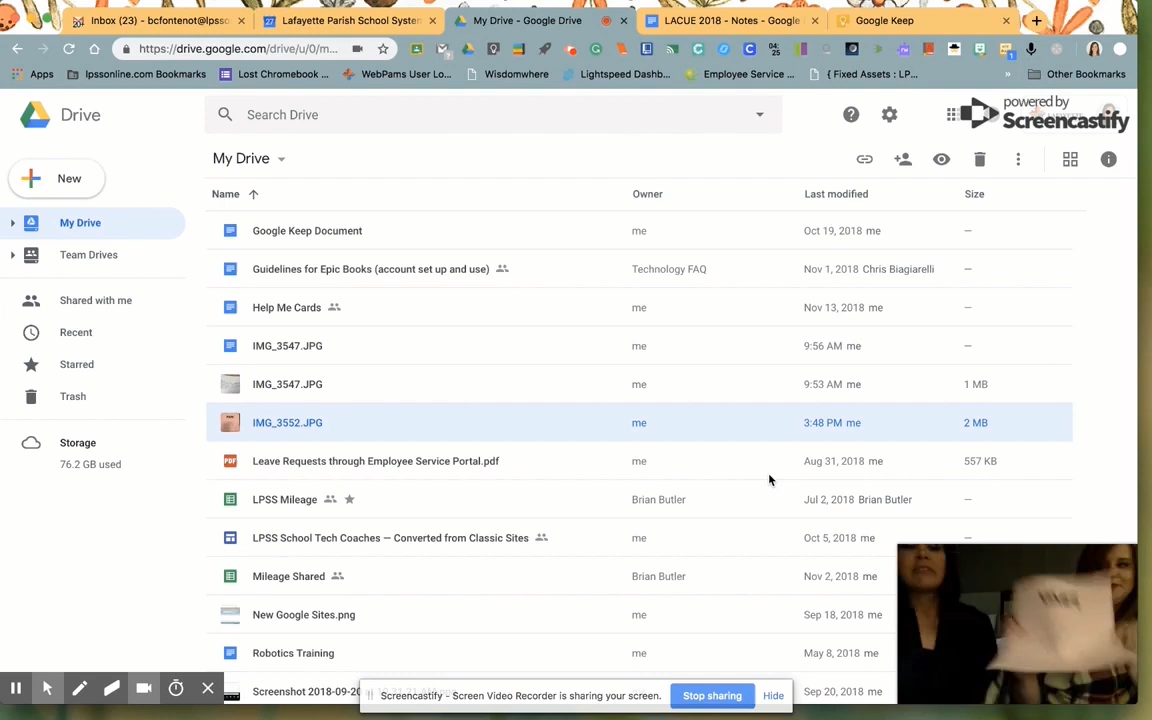 Inbox (23) - bcfontenot@lpsso
27 Lafayette Parish School System
My Drive - Google Drive
LACUE 2018 - Notes - Google
Google Keep
https://drive.google.com/drive/u/0/m...
04:
25
1
Apps
lpssonline.com Bookmarks
Lost Chromebook ...
WebPams User Lo...
Wisdomwhere
Lightspeed Dashb...
Employee Service ...
{ Fixed Assets : LP...
»
Other Bookmarks
Drive
Search Drive
powered by
Screencastify
New
My Drive
Name
Owner
Last modified
Size
My Drive
Team Drives
Shared with me
Recent
Starred
Trash
Storage
76.2 GB used
Google Keep Document me Oct 19, 2018 me –
Guidelines for Epic Books (account set up and use) Technology FAQ Nov 1, 2018 Chris Biagiarelli –
Help Me Cards me Nov 13, 2018 me –
IMG_3547.JPG me 9:56 AM me –
IMG_3547.JPG me 9:53 AM me 1 MB
IMG_3552.JPG me 3:48 PM me 2 MB
PDF Leave Requests through Employee Service Portal.pdf me Aug 31, 2018 me 557 KB
LPSS Mileage Brian Butler Jul 2, 2018 Brian Butler –
LPSS School Tech Coaches — Converted from Classic Sites me Oct 5, 2018 me
Mileage Shared Brian Butler Nov 2, 2018 me
New Google Sites.png me Sep 18, 2018 me
Robotics Training me May 8, 2018 me
Screenshot 2018-09-20 Sep 20, 2018 me
Screencastify - Screen Video Recorder is sharing your screen.
Stop sharing
Hide